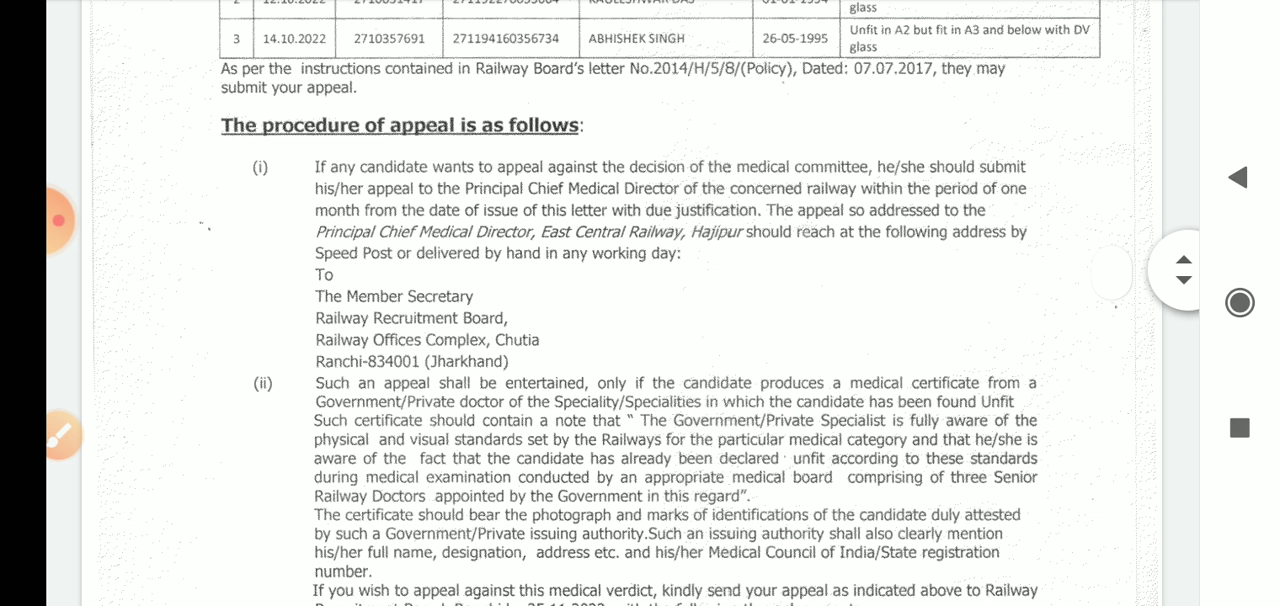 glass
3 14.10.2022 2710357691 271194160356734 ABHISHEK SINGH 26-05-1995 Unfit in A2 but fit in A3 and below with DV
glass
As per the instructions contained in Railway Board's letter No.2014/H/5/8/(Policy), Dated: 07.07.2017, they may
submit your appeal.
The procedure of appeal is as follows:
(i) If any candidate wants to appeal against the decision of the medical committee, he/she should submit
his/her appeal to the Principal Chief Medical Director of the concerned railway within the period of one
month from the date of issue of this letter with due justification. The appeal so addressed to the
Principal Chief Medical Director, East Central Railway, Hajipur should reach at the following address by
Speed Post or delivered by hand in any working day:
To
The Member Secretary
Railway Recruitment Board,
Railway Offices Complex, Chutia
Ranchi-834001 (Jharkhand)
(ii) Such an appeal shall be entertained, only if the candidate produces a medical certificate from a
Government/Private doctor of the Speciality/Specialities in which the candidate has been found Unfit
Such certificate should contain a note that " The Government/Private Specialist is fully aware of the
physical and visual standards set by the Railways for the particular medical category and that he/she is
aware of the fact that the candidate has already been declared unfit according to these standards
during medical examination conducted by an appropriate medical board comprising of three Senior
Railway Doctors appointed by the Government in this regard".
The certificate should bear the photograph and marks of identifications of the candidate duly attested
by such a Government/Private issuing authority.Such an issuing authority shall also clearly mention
his/her full name, designation, address etc. and his/her Medical Council of India/State registration
number.
If you wish to appeal against this medical verdict, kindly send your appeal as indicated above to Railway